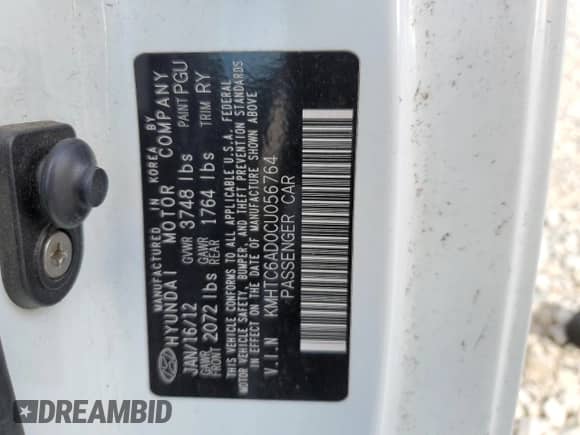 MANUFACTURED IN KOREA BY
HYUNDAI MOTOR COMPANY
JAN/16/12 GVWR 3748 lbs PAINT PGU
GAWR FRONT 2072 lbs GAWR REAR 1764 lbs TRIM RY
THIS VEHICLE CONFORMS TO ALL APPLICABLE U.S.A. FEDERAL
MOTOR VEHICLE SAFETY, BUMPER, AND THEFT PREVENTION STANDARDS
IN EFFECT ON THE DATE OF MANUFACTURE SHOWN ABOVE
V.I.N KMHTC6AD0CU056764
PASSENGER CAR
DREAMBID